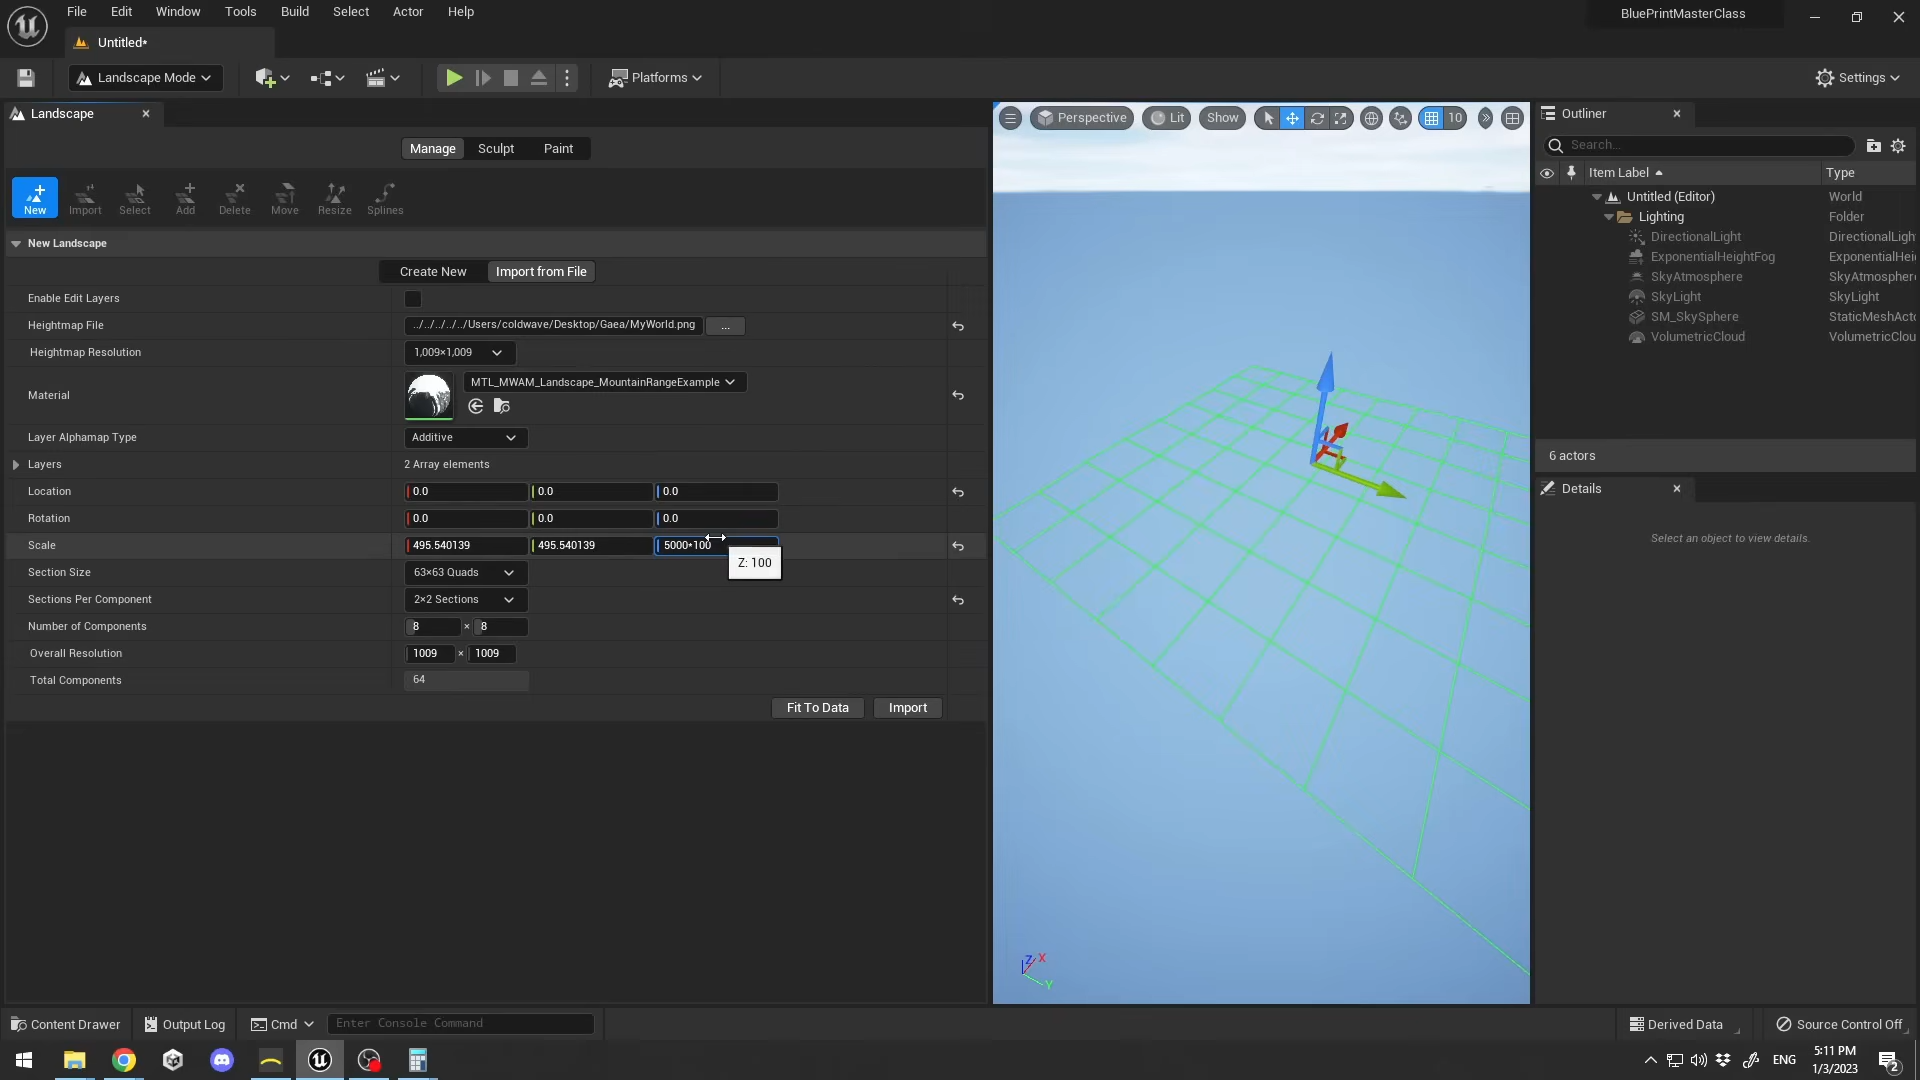 File Edit Window Tools Build Select Actor Help
BluePrintMasterClass
Untitled*
Landscape Mode
Platforms
Settings
Landscape
Manage Sculpt Paint
New Import Select Add Delete Move Resize Splines
New Landscape
Create New Import from File
Enable Edit Layers
Heightmap File ../../../../../Users/coldwave/Desktop/Gaea/MyWorld.png ...
Heightmap Resolution 1,009×1,009
Material MTL_MWAM_Landscape_MountainRangeExample
Layer Alphamap Type Additive
Layers 2 Array elements
Location 0.0 0.0 0.0
Rotation 0.0 0.0 0.0
Scale 495.540139 495.540139 5000*100
Z: 100
Section Size 63×63 Quads
Sections Per Component 2×2 Sections
Number of Components 8 × 8
Overall Resolution 1009 × 1009
Total Components 64
Fit To Data Import
Perspective Lit Show 10
Z X
Y
Outliner
Search...
Item Label Type
Untitled (Editor) World
Lighting Folder
DirectionalLight DirectionalLigh
ExponentialHeightFog ExponentialHei
SkyAtmosphere SkyAtmospher
SkyLight SkyLight
SM_SkySphere StaticMeshActo
VolumetricCloud VolumetricClou
6 actors
Details
Select an object to view details.
Content Drawer Output Log Cmd Enter Console Command
Derived Data Source Control Off
ENG
5:11 PM
1/3/2023
2